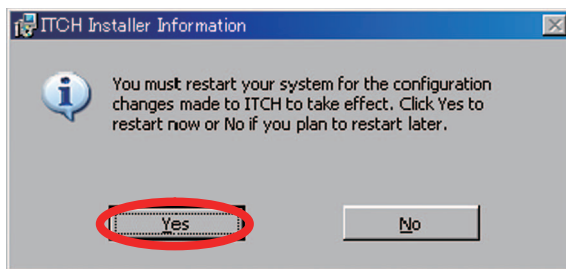 ITCH Installer Information
You must restart your system for the configuration
changes made to ITCH to take effect. Click Yes to
restart now or No if you plan to restart later.
Yes No